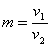 m = v₁/v₂